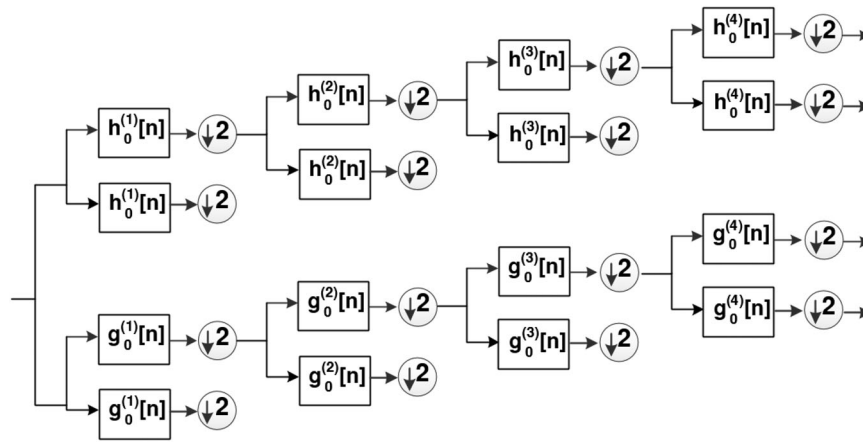 h₀⁽¹⁾[n] ↓2 h₀⁽²⁾[n] ↓2 h₀⁽³⁾[n] ↓2 h₀⁽⁴⁾[n] ↓2
h₀⁽⁴⁾[n] ↓2
h₀⁽³⁾[n] ↓2
h₀⁽²⁾[n] ↓2
h₀⁽¹⁾[n] ↓2
g₀⁽¹⁾[n] ↓2 g₀⁽²⁾[n] ↓2 g₀⁽³⁾[n] ↓2 g₀⁽⁴⁾[n] ↓2
g₀⁽⁴⁾[n] ↓2
g₀⁽³⁾[n] ↓2
g₀⁽²⁾[n] ↓2
g₀⁽¹⁾[n] ↓2